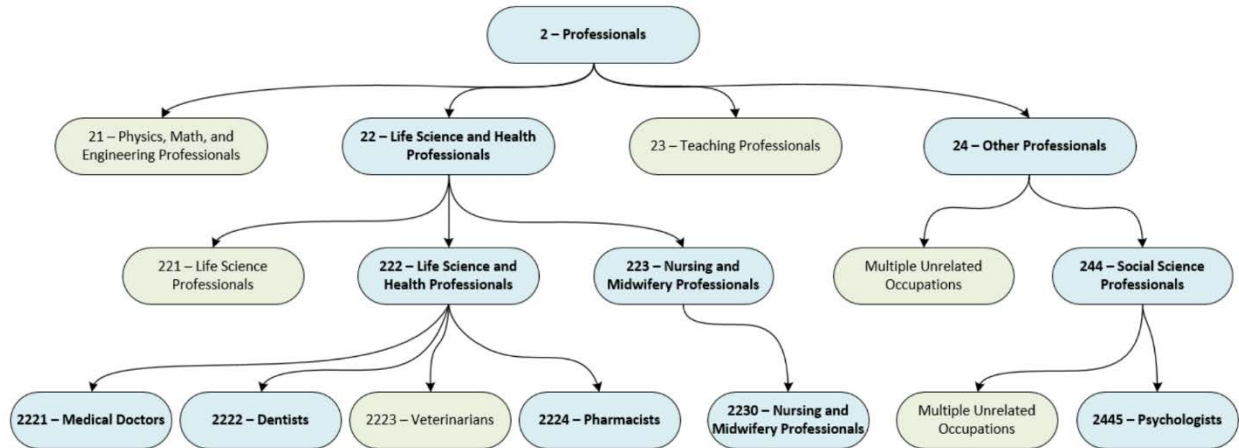 2 – Professionals
21 – Physics, Math, and
Engineering Professionals
22 – Life Science and Health
Professionals
23 – Teaching Professionals
24 – Other Professionals
221 – Life Science
Professionals
222 – Life Science and
Health Professionals
223 – Nursing and
Midwifery Professionals
Multiple Unrelated
Occupations
244 – Social Science
Professionals
2221 – Medical Doctors
2222 – Dentists
2223 – Veterinarians
2224 – Pharmacists
2230 – Nursing and
Midwifery Professionals
Multiple Unrelated
Occupations
2445 – Psychologists